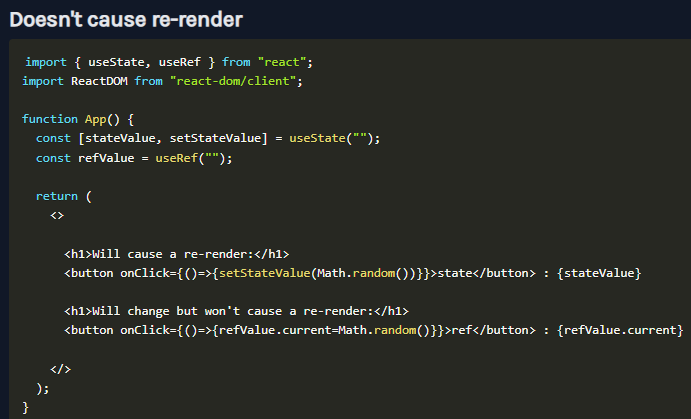 Doesn't cause re-render
import { useState, useRef } from "react";
import ReactDOM from "react-dom/client";
function App() {
const [stateValue, setStateValue] = useState("");
const refValue = useRef("");
return (
<>
<h1>Will cause a re-render:</h1>
<button onClick={()=>{setStateValue(Math.random())}}>state</button> : {stateValue}
<h1>Will change but won't cause a re-render:</h1>
<button onClick={()=>{refValue.current=Math.random()}}>ref</button> : {refValue.current}
</>
);
}